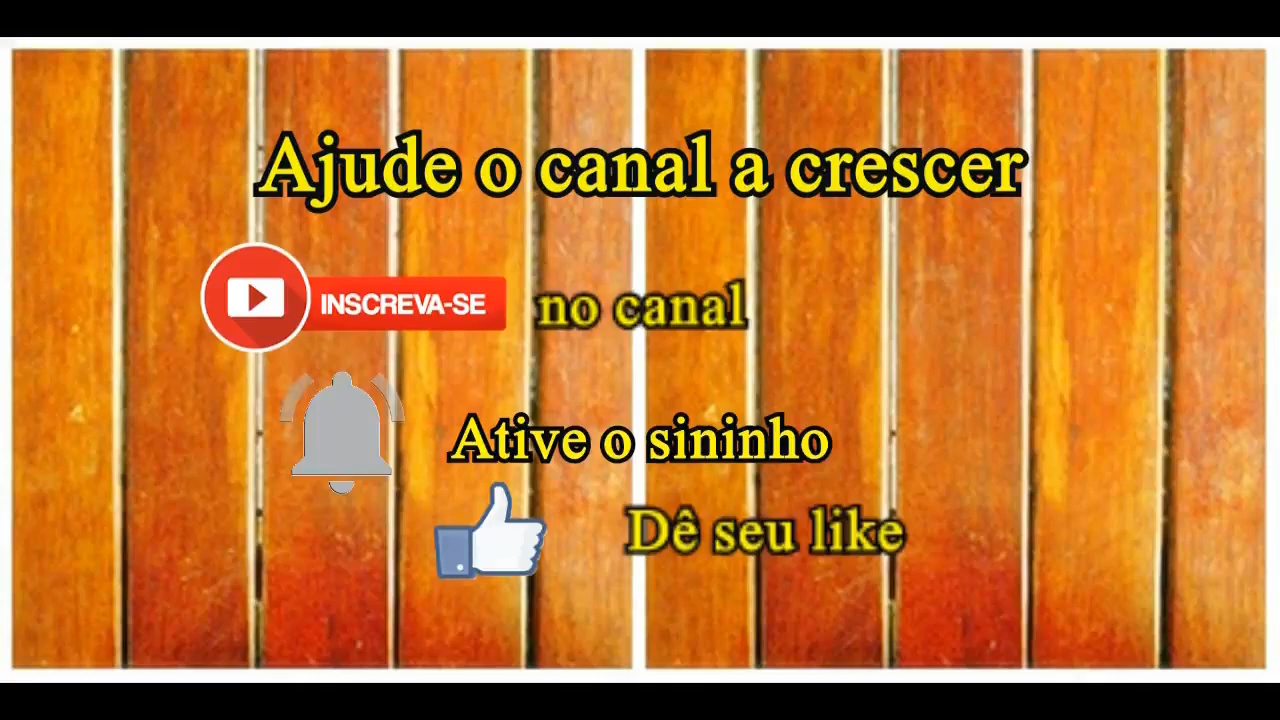 Ajude o canal a crescer
INSCREVA-SE no canal
Ative o sininho
Dê seu like